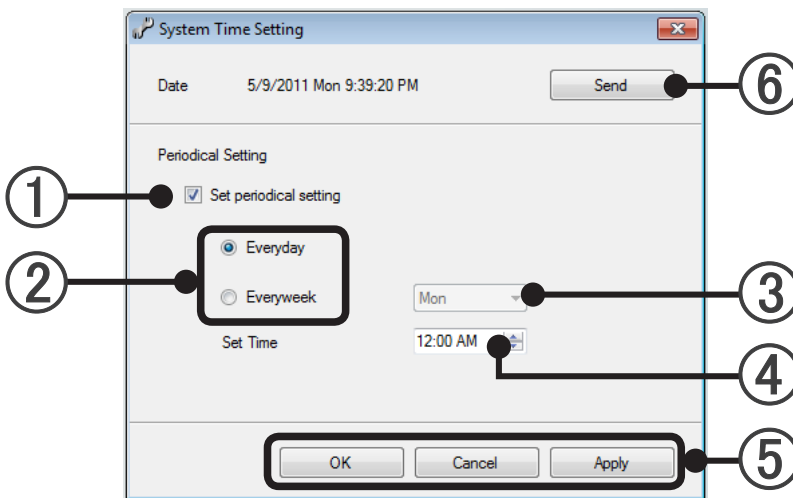 System Time Setting
Date 5/9/2011 Mon 9:39:20 PM Send ⑥
Periodical Setting
① Set periodical setting
② Everyday
Everyweek Mon ③
Set Time 12:00 AM ④
OK Cancel Apply ⑤